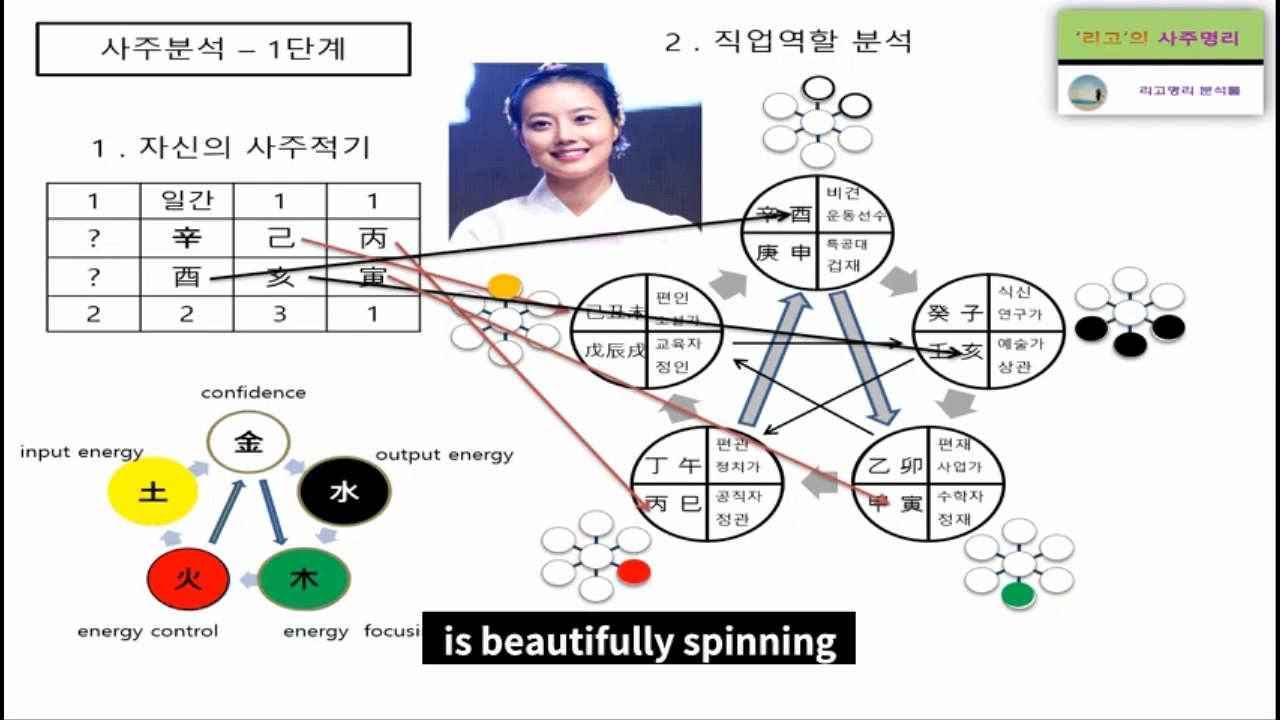 사주분석 – 1단계
2 . 직업역할 분석
'리고'의 사주명리
리고명리 분석틀
1 . 자신의 사주적기
1 일간 1 1
? 辛 己 丙
? 酉 亥 寅
2 2 3 1
辛 酉
庚 申
비견
운동선수
특공대
겁재
己丑未
戊辰戌
편인
소설가
교육자
정인
癸 子
壬 亥
식신
연구가
예술가
상관
丁 午
丙 巳
편관
정치가
공직자
정관
乙 卯
甲 寅
편재
사업가
수학자
정재
confidence
input energy
output energy
金
土
水
火
木
energy control
energy focusi
is beautifully spinning